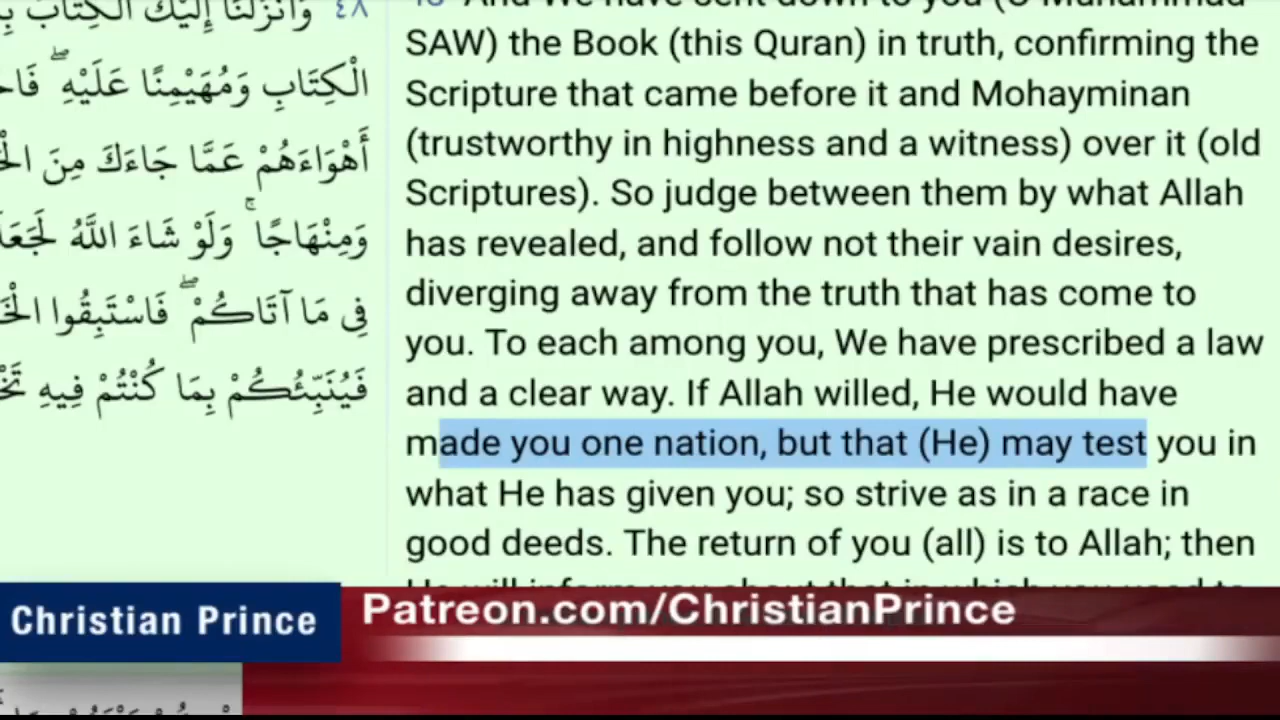 ٤٨ وَأَنْزَلْنَا إِلَيْكَ الْكِتَابَ
الْكِتَابِ وَمُهَيْمِنًا عَلَيْهِ ۖ
أَهْوَاءَهُمْ عَمَّا جَاءَكَ مِنَ
وَمِنْهَاجًا ۚ وَلَوْ شَاءَ اللَّهُ
فِي مَا آتَاكُمْ ۖ فَاسْتَبِقُوا
فَيُنَبِّئُكُمْ بِمَا كُنْتُمْ فِيهِ
And We have sent down to you (O Muhammad
SAW) the Book (this Quran) in truth, confirming the
Scripture that came before it and Mohayminan
(trustworthy in highness and a witness) over it (old
Scriptures). So judge between them by what Allah
has revealed, and follow not their vain desires,
diverging away from the truth that has come to
you. To each among you, We have prescribed a law
and a clear way. If Allah willed, He would have
made you one nation, but that (He) may test you in
what He has given you; so strive as in a race in
good deeds. The return of you (all) is to Allah; then
Christian Prince
Patreon.com/ChristianPrince